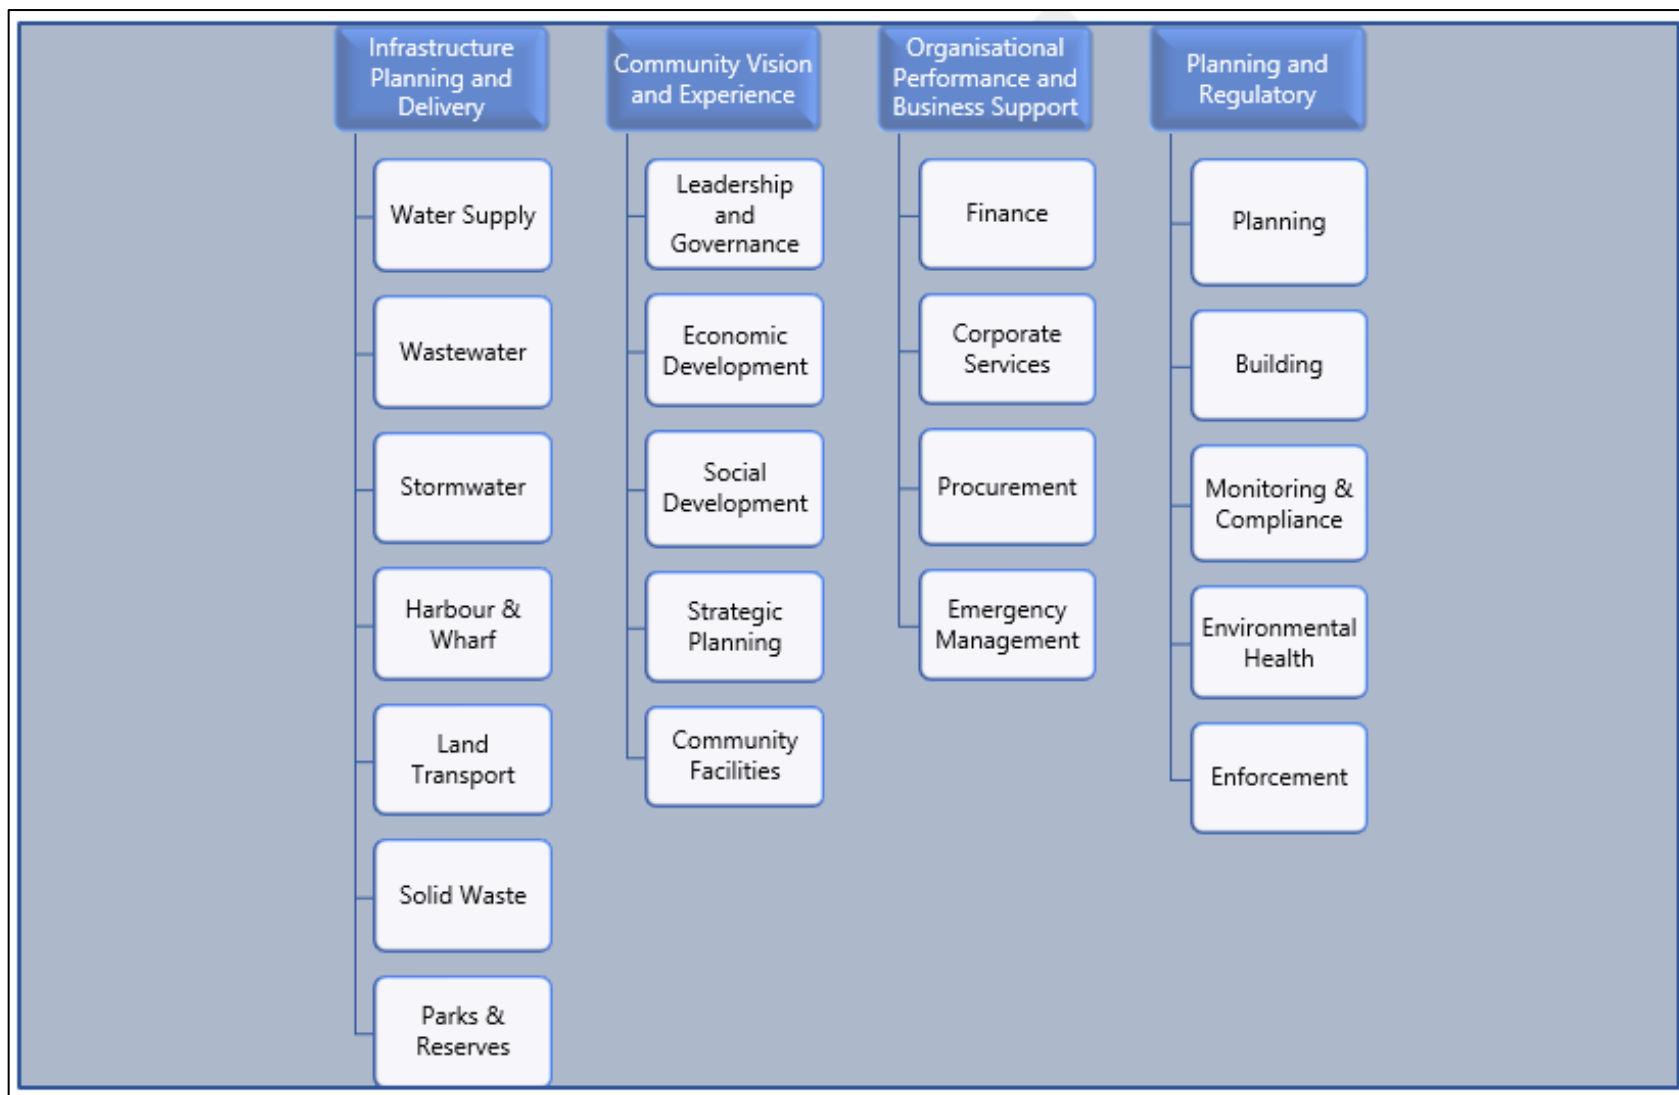 Infrastructure
Planning and
Delivery
Water Supply
Wastewater
Stormwater
Harbour &
Wharf
Land
Transport
Solid Waste
Parks &
Reserves
Community Vision
and Experience
Leadership
and
Governance
Economic
Development
Social
Development
Strategic
Planning
Community
Facilities
Organisational
Performance and
Business Support
Finance
Corporate
Services
Procurement
Emergency
Management
Planning and
Regulatory
Planning
Building
Monitoring &
Compliance
Environmental
Health
Enforcement